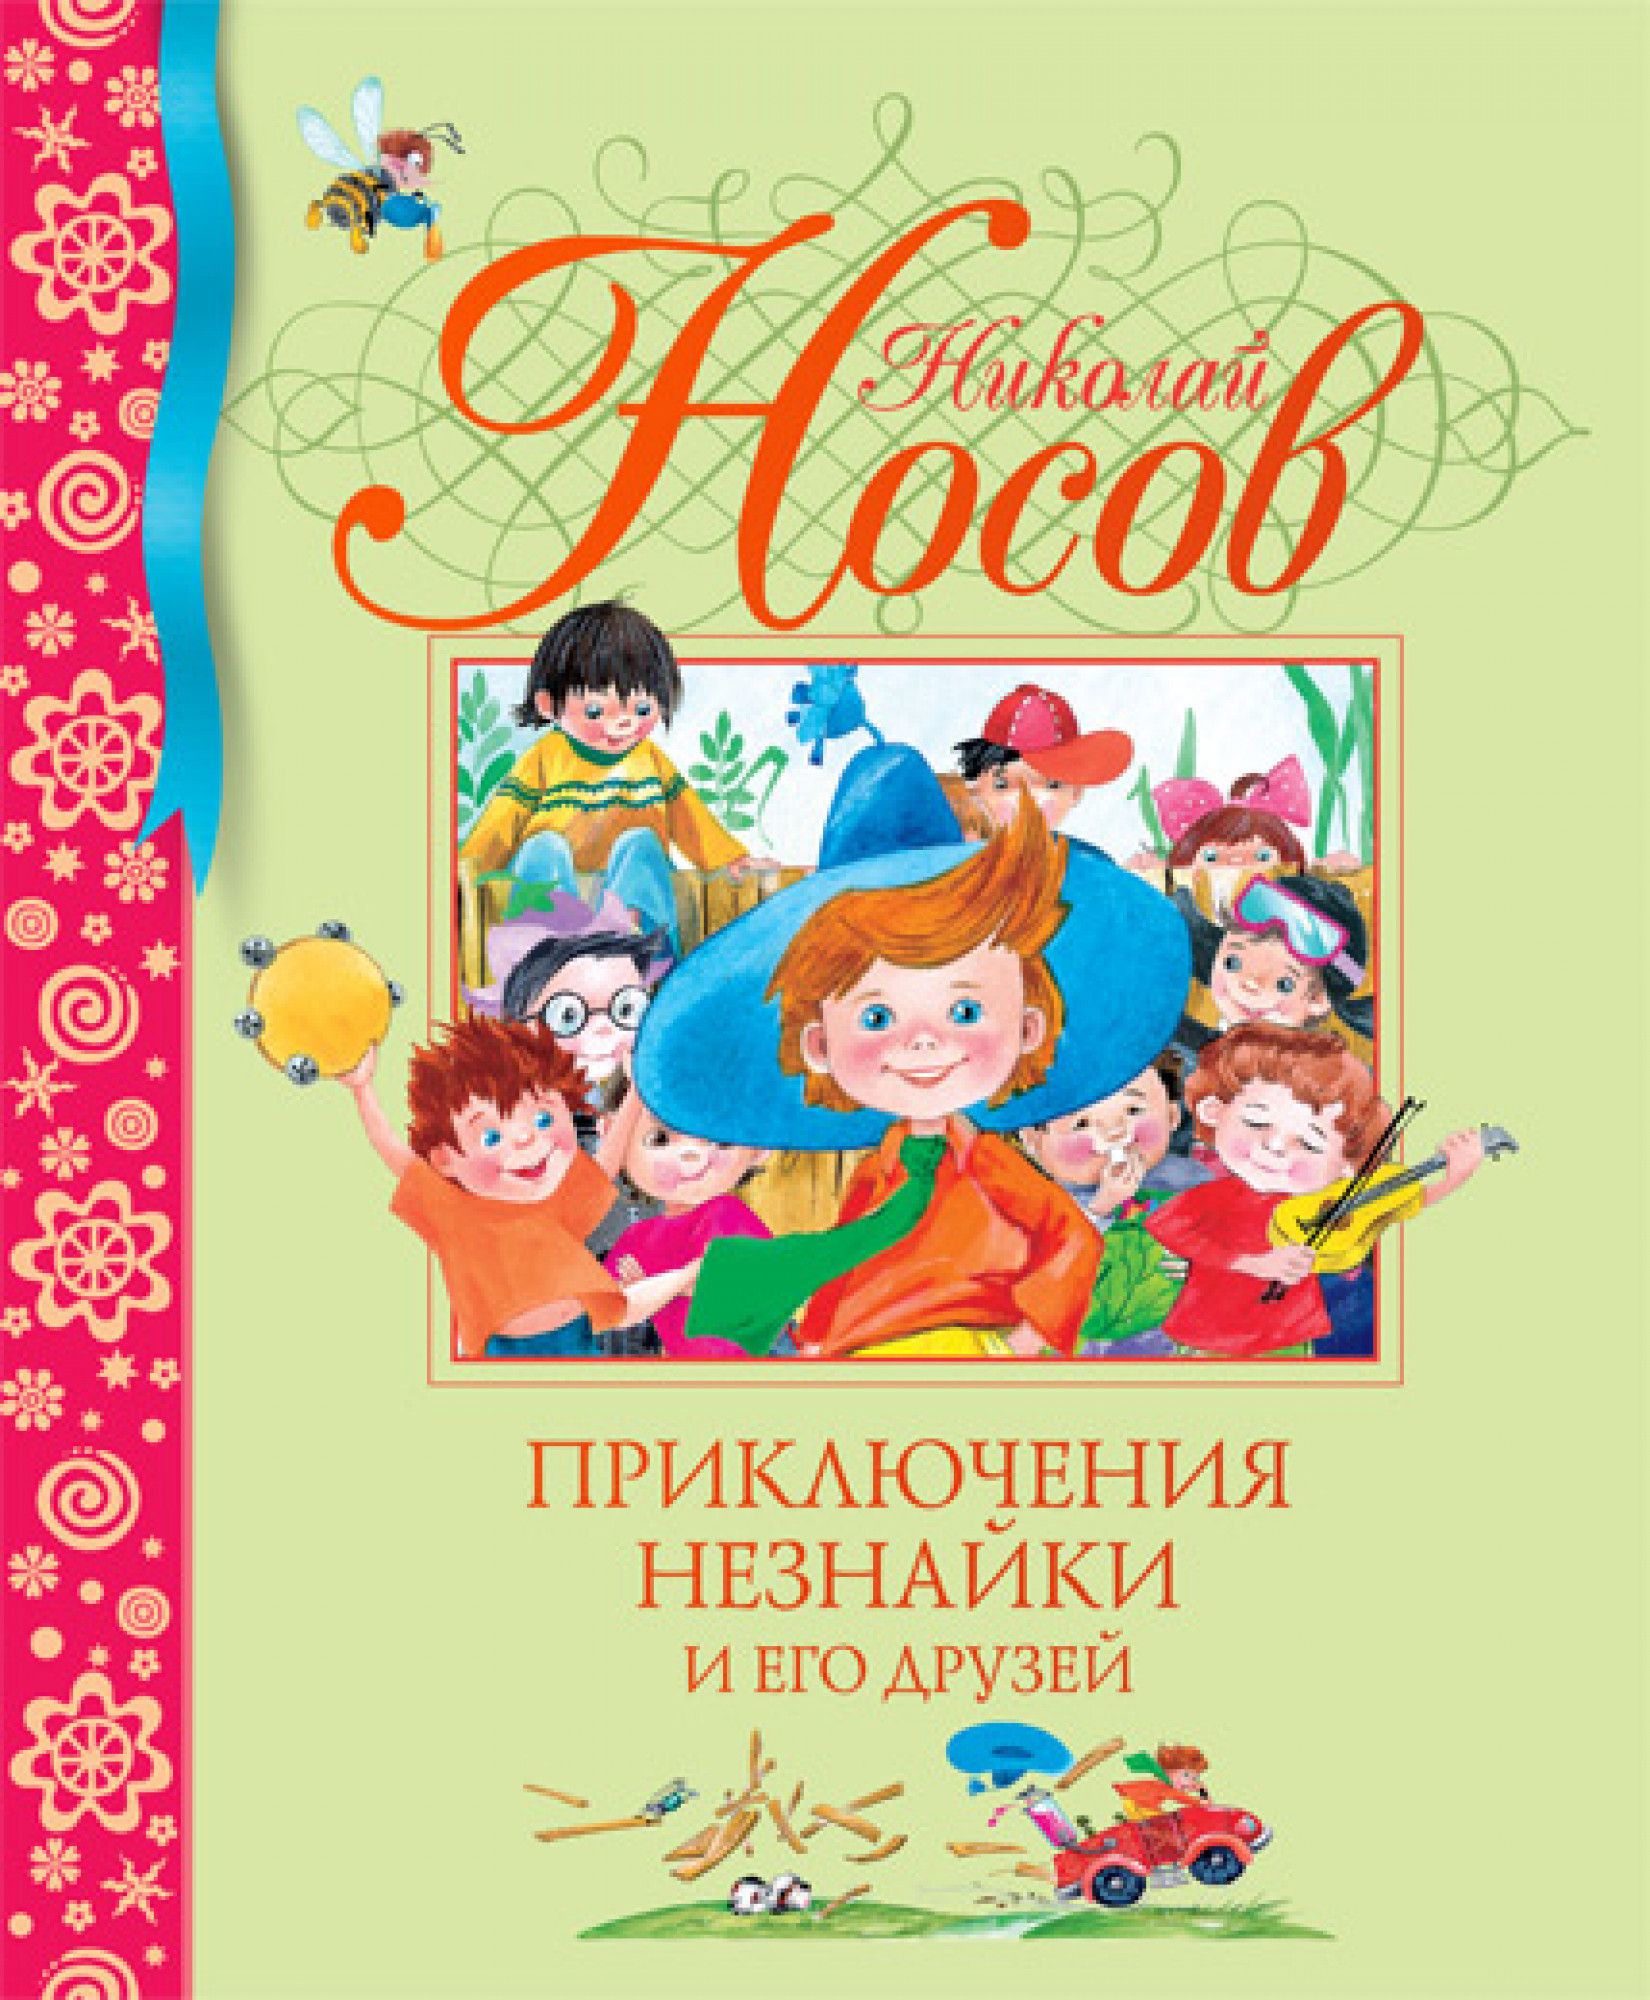 Николай
Носов
ПРИКЛЮЧЕНИЯ
НЕЗНАЙКИ
И ЕГО ДРУЗЕЙ